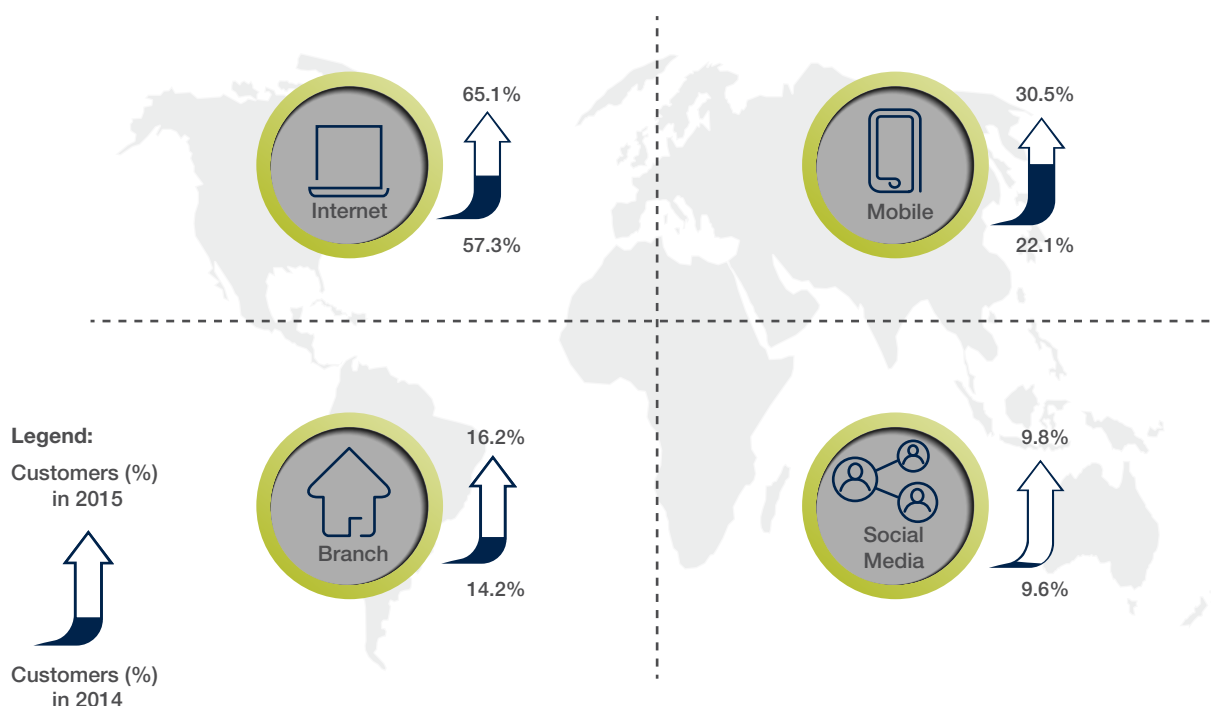 65.1%
Internet
57.3%
30.5%
Mobile
22.1%
16.2%
Branch
14.2%
9.8%
Social
Media
9.6%
Legend:
Customers (%)
in 2015
Customers (%)
in 2014